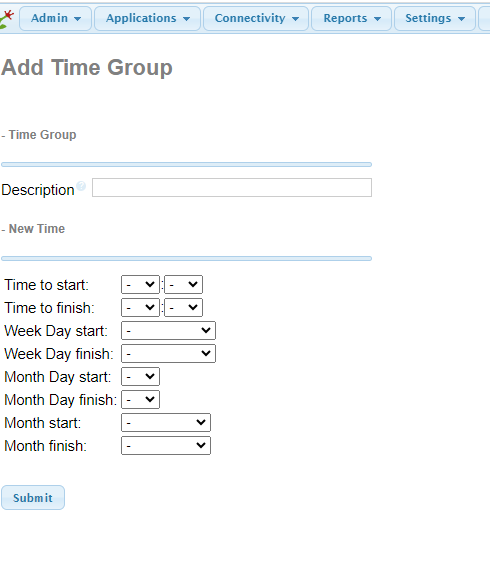 Admin Applications Connectivity Reports Settings
Add Time Group
- Time Group
Description
- New Time
Time to start: - : -
Time to finish: - : -
Week Day start: -
Week Day finish: -
Month Day start: -
Month Day finish: -
Month start: -
Month finish: -
Submit